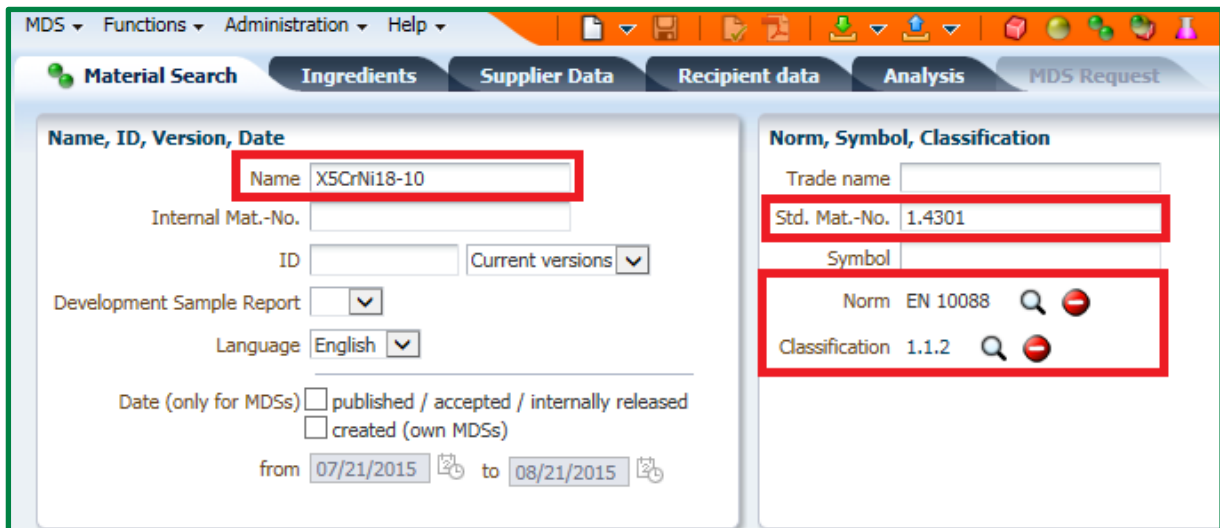 MDS Functions Administration Help
Material Search Ingredients Supplier Data Recipient data Analysis MDS Request
Name, ID, Version, Date
Name X5CrNi18-10
Internal Mat.-No.
ID Current versions
Development Sample Report
Language English
Date (only for MDSs) published / accepted / internally released
created (own MDSs)
from 07/21/2015 to 08/21/2015
Norm, Symbol, Classification
Trade name
Std. Mat.-No. 1.4301
Symbol
Norm EN 10088
Classification 1.1.2